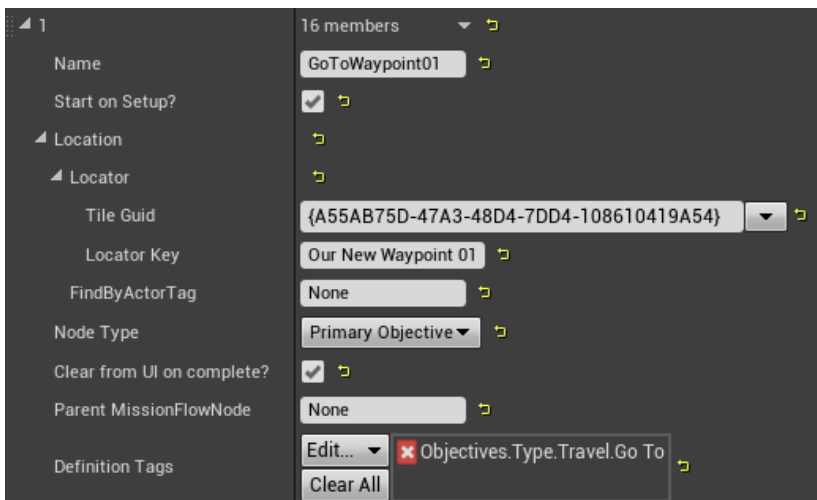 1 16 members
Name GoToWaypoint01
Start on Setup?
Location
Locator
Tile Guid {A55AB75D-47A3-48D4-7DD4-108610419A54}
Locator Key Our New Waypoint 01
FindByActorTag None
Node Type Primary Objective
Clear from UI on complete?
Parent MissionFlowNode None
Definition Tags Edit... Objectives.Type.Travel.Go To
Clear All